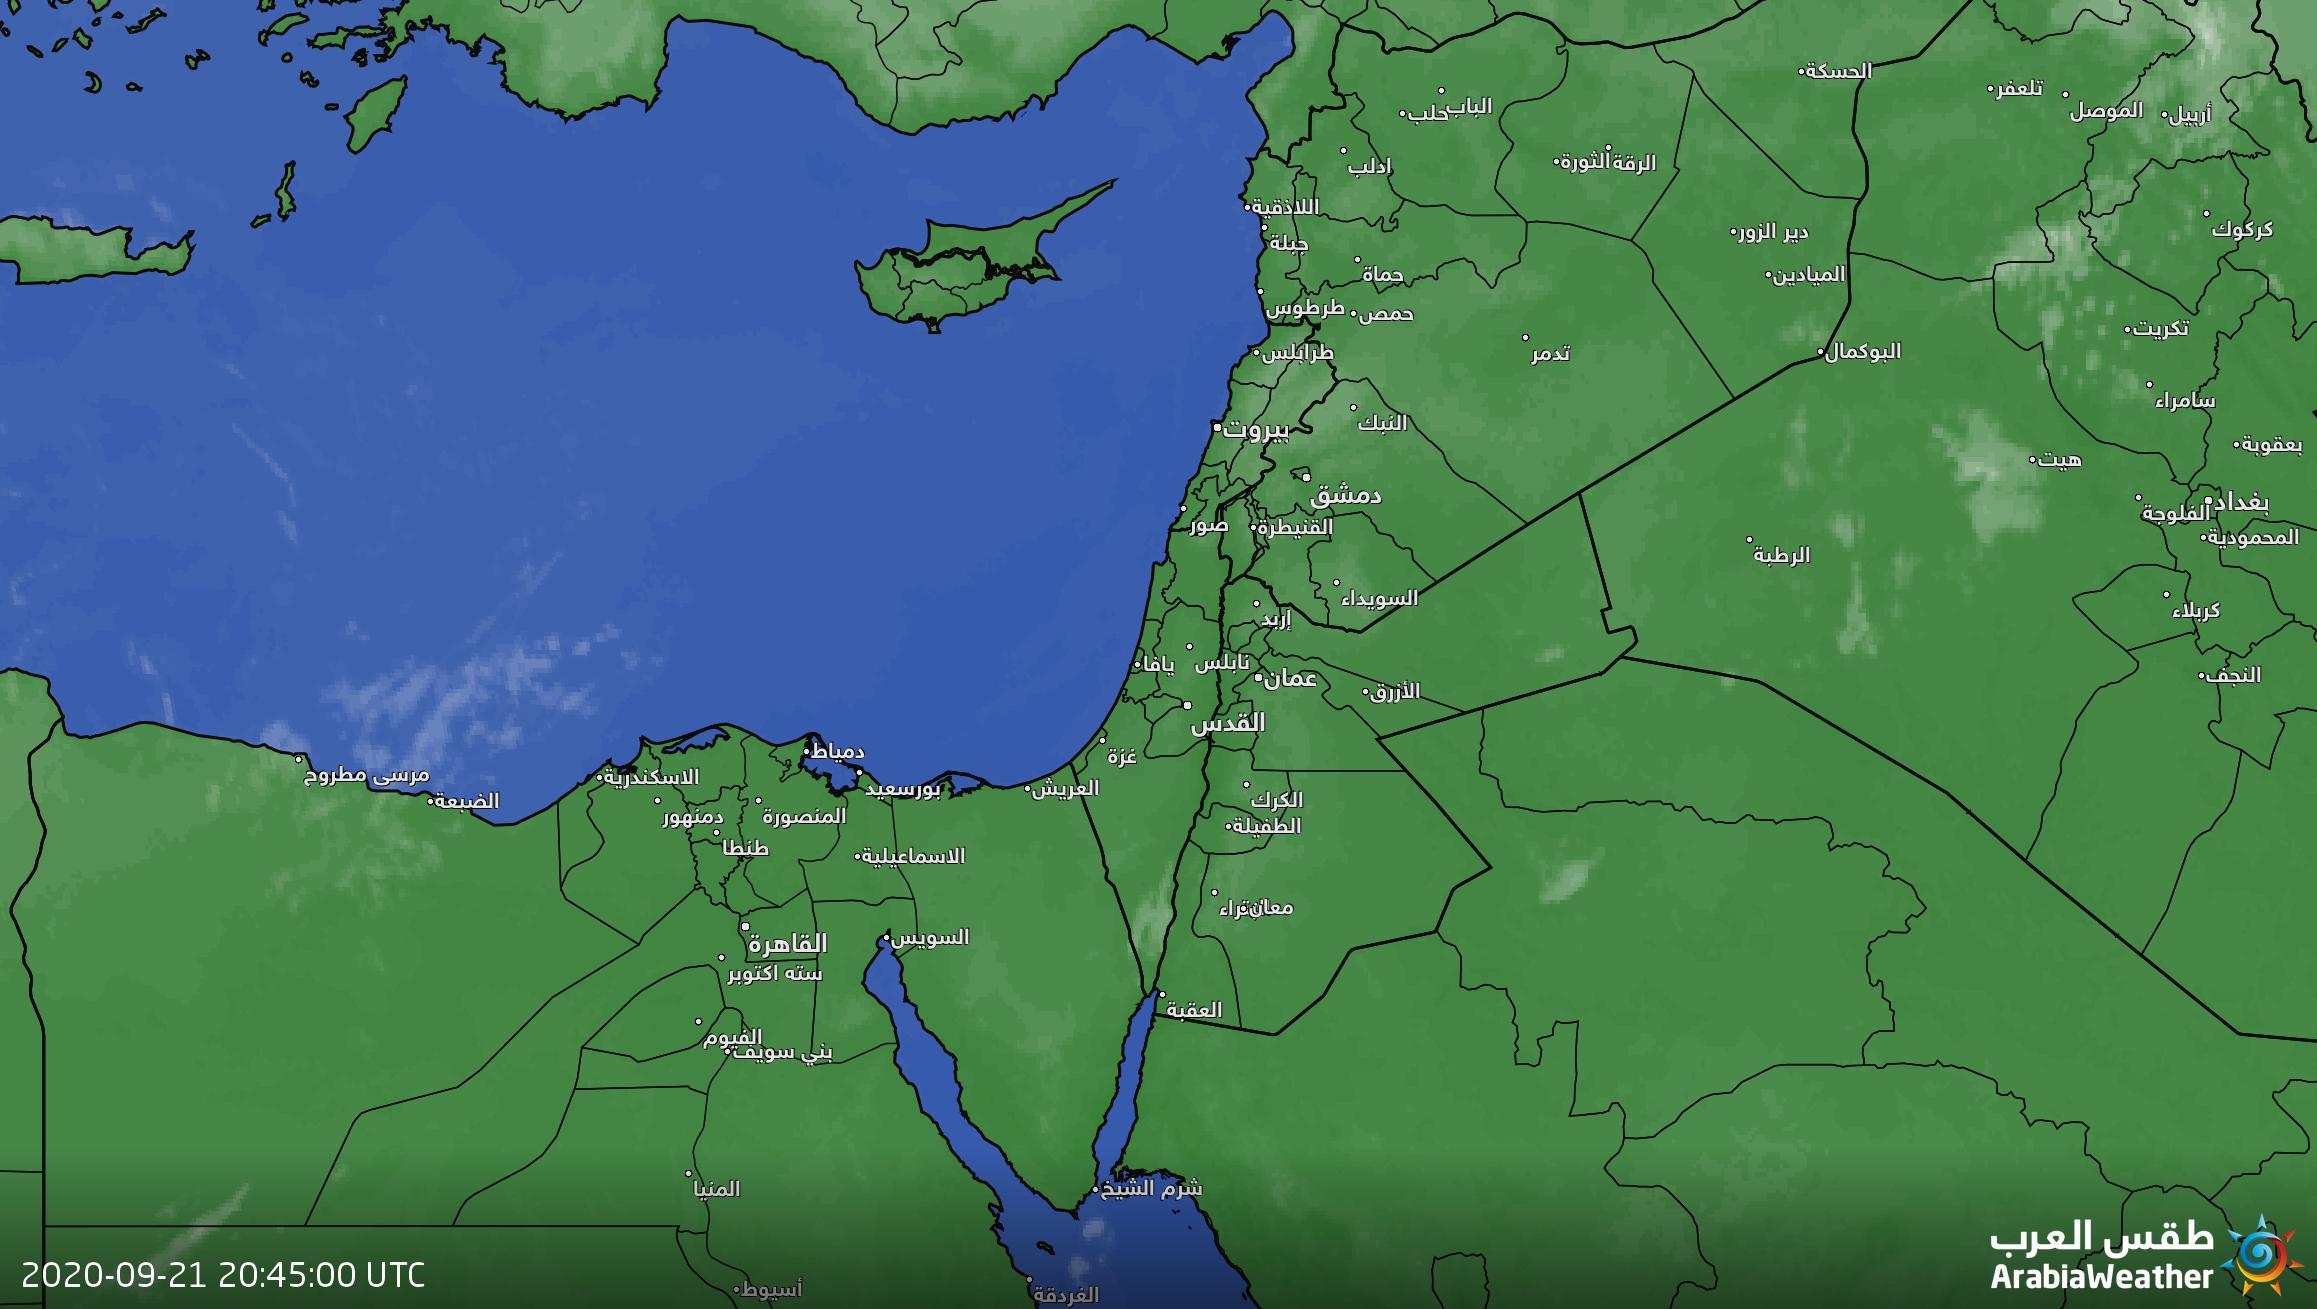 الحسكة
تلعفر
الباب
حلب
الموصل
أربيل
ادلب
الثورة
الرقة
اللاذقية
كركوك
دير الزور
جبلة
حماة
الميادين
طرطوس
حمص
تكريت
طرابلس
تدمر
البوكمال
سامراء
النبك
بيروت
بعقوبة
هيت
دمشق
بغداد
الفلوجة
صور
القنيطرة
المحمودية
الرطبة
السويداء
كربلاء
إربد
يافا
نابلس
عمان
النجف
الأزرق
القدس
دمياط
غزة
مرسى مطروح
الاسكندرية
بورسعيد
العريش
الضبعة
الكرك
دمنهور
المنصورة
الطفيلة
طنطا
الاسماعيلية
معان
القاهرة
السويس
سته اكتوبر
العقبة
الفيوم
بني سويف
المنيا
شرم الشيخ
طقس العرب
2020-09-21 20:45:00 UTC
ArabiaWeather
أسيوط
الغردقة